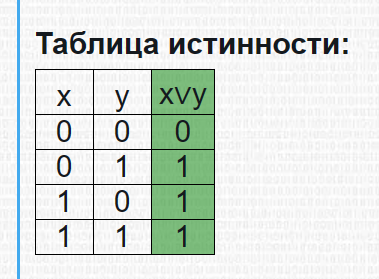 Таблица истинности:
x y x∨y
0 0 0
0 1 1
1 0 1
1 1 1